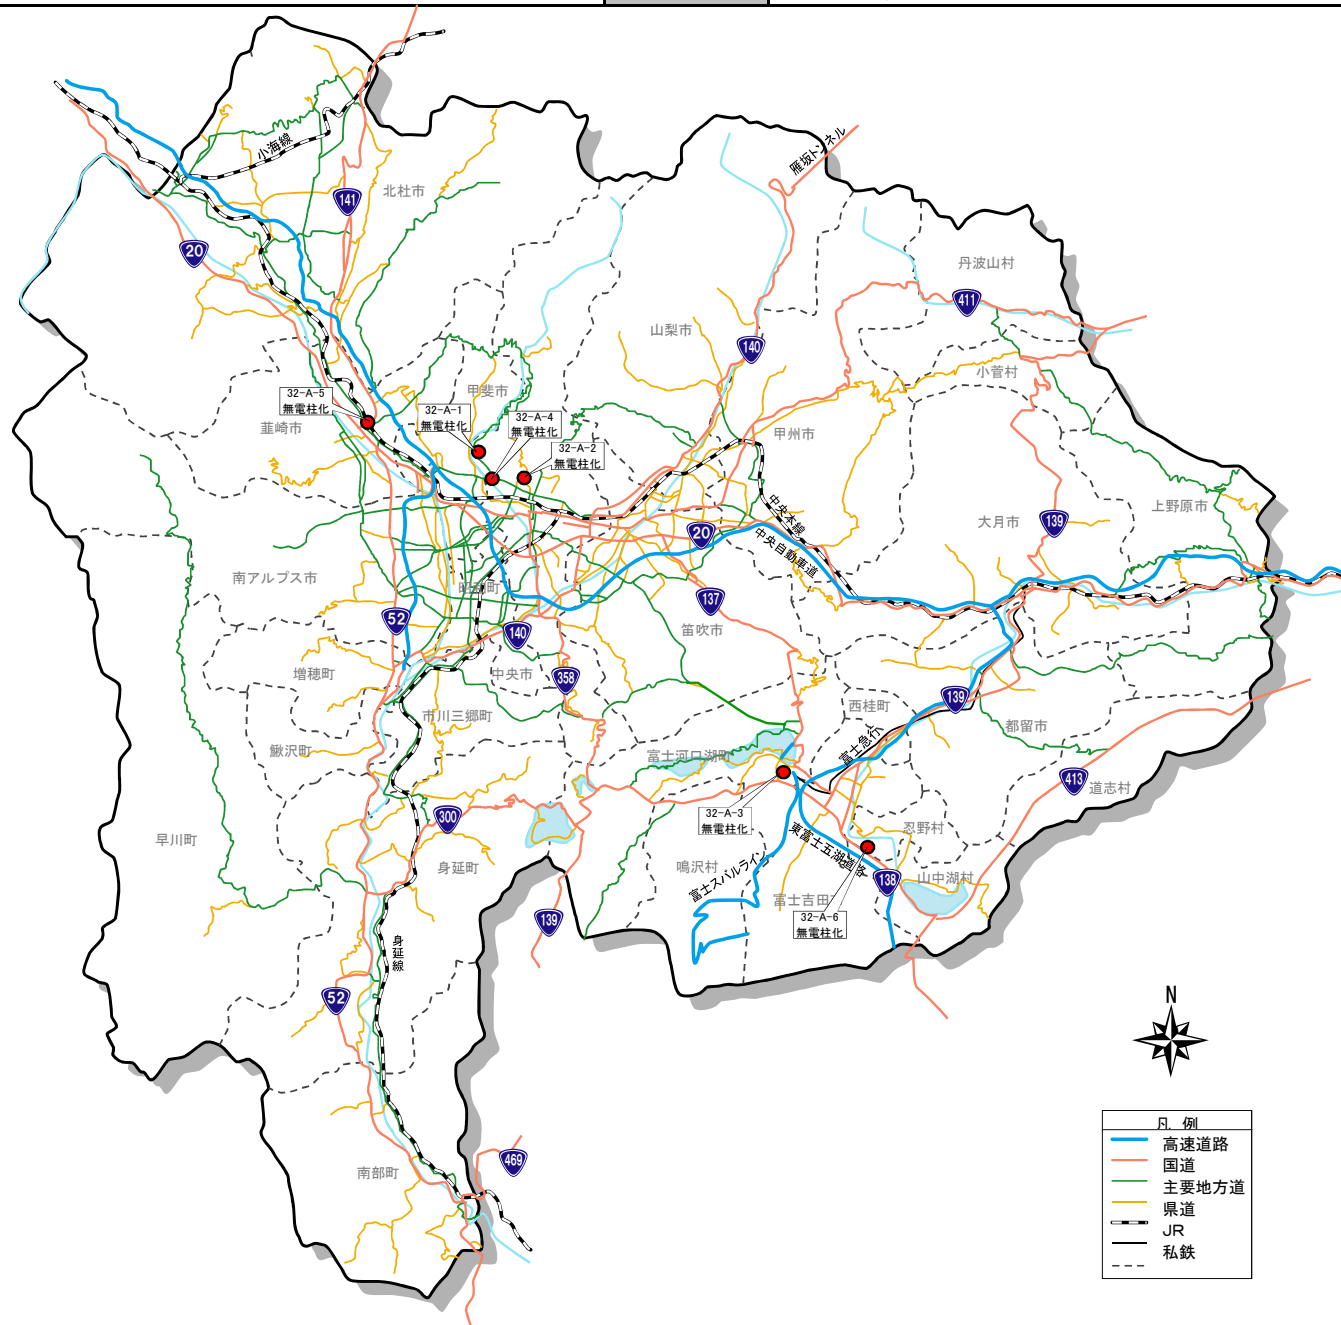 雁坂トンネル
小海線
北杜市
141
20
丹波山村
411
山梨市
140
小菅村
甲斐市
32-A-5
無電柱化
32-A-1
無電柱化
32-A-4
無電柱化
32-A-2
無電柱化
韮崎市
甲州市
上野原市
中央本線
大月市
139
20
中央自動車道
南アルプス市
昭和町
137
52
140
笛吹市
増穂町
中央市
358
139
西桂町
市川三郷町
都留市
鰍沢町
富士急行
富士河口湖町
413
道志村
300
32-A-3
無電柱化
忍野村
早川町
東富士五湖道路
身延町
鳴沢村
富士スバルライン
138
山中湖村
富士吉田
32-A-6
無電柱化
139
身延線
52
N
469
南部町
凡 例
高速道路
国道
主要地方道
県道
JR
私鉄